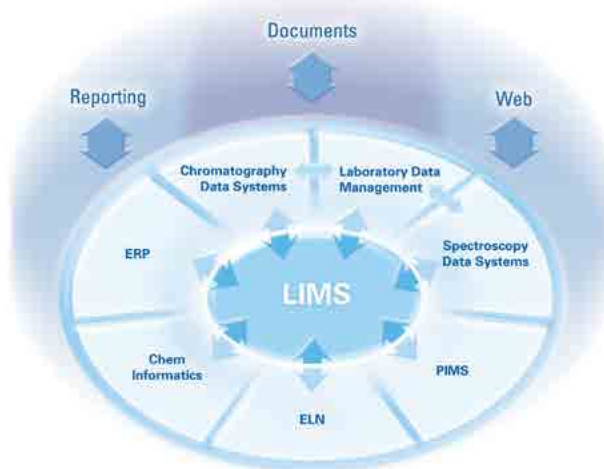 Documents
Reporting
Web
Chromatography
Data Systems
Laboratory Data
Management
ERP
Spectroscopy
Data Systems
LIMS
Chem
Informatics
PIMS
ELN